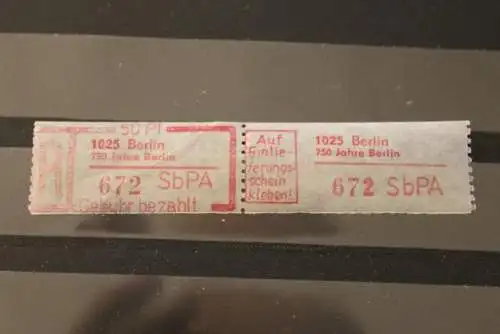 50 Pf
1025 Berlin
750 Jahre Berlin
672 SbPA
Gebühr bezahlt
Auf
Einlie-
ferungs-
schein
kleben!
1025 Berlin
750 Jahre Berlin
672 SbPA